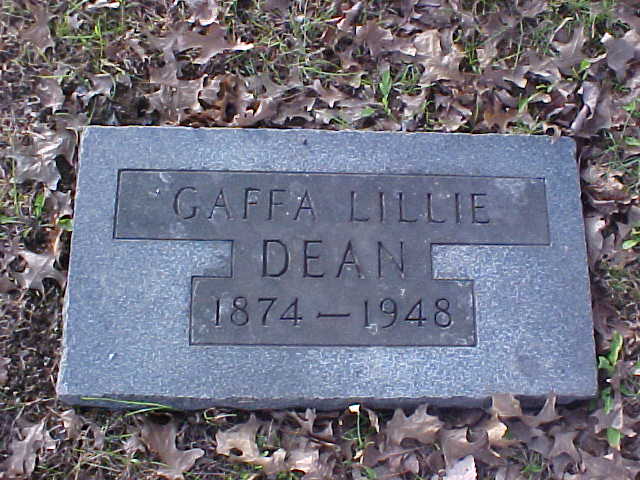 GAFFA LILLIE
DEAN
1874 — 1948